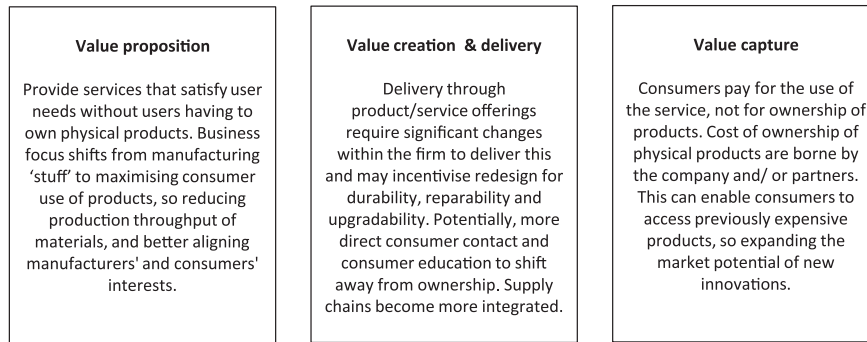 Value proposition
Provide services that satisfy user
needs without users having to
own physical products. Business
focus shifts from manufacturing
‘stuff’ to maximising consumer
use of products, so reducing
production throughput of
materials, and better aligning
manufacturers' and consumers'
interests.
Value creation & delivery
Delivery through
product/service offerings
require significant changes
within the firm to deliver this
and may incentivise redesign for
durability, reparability and
upgradability. Potentially, more
direct consumer contact and
consumer education to shift
away from ownership. Supply
chains become more integrated.
Value capture
Consumers pay for the use of
the service, not for ownership of
products. Cost of ownership of
physical products are borne by
the company and/ or partners.
This can enable consumers to
access previously expensive
products, so expanding the
market potential of new
innovations.